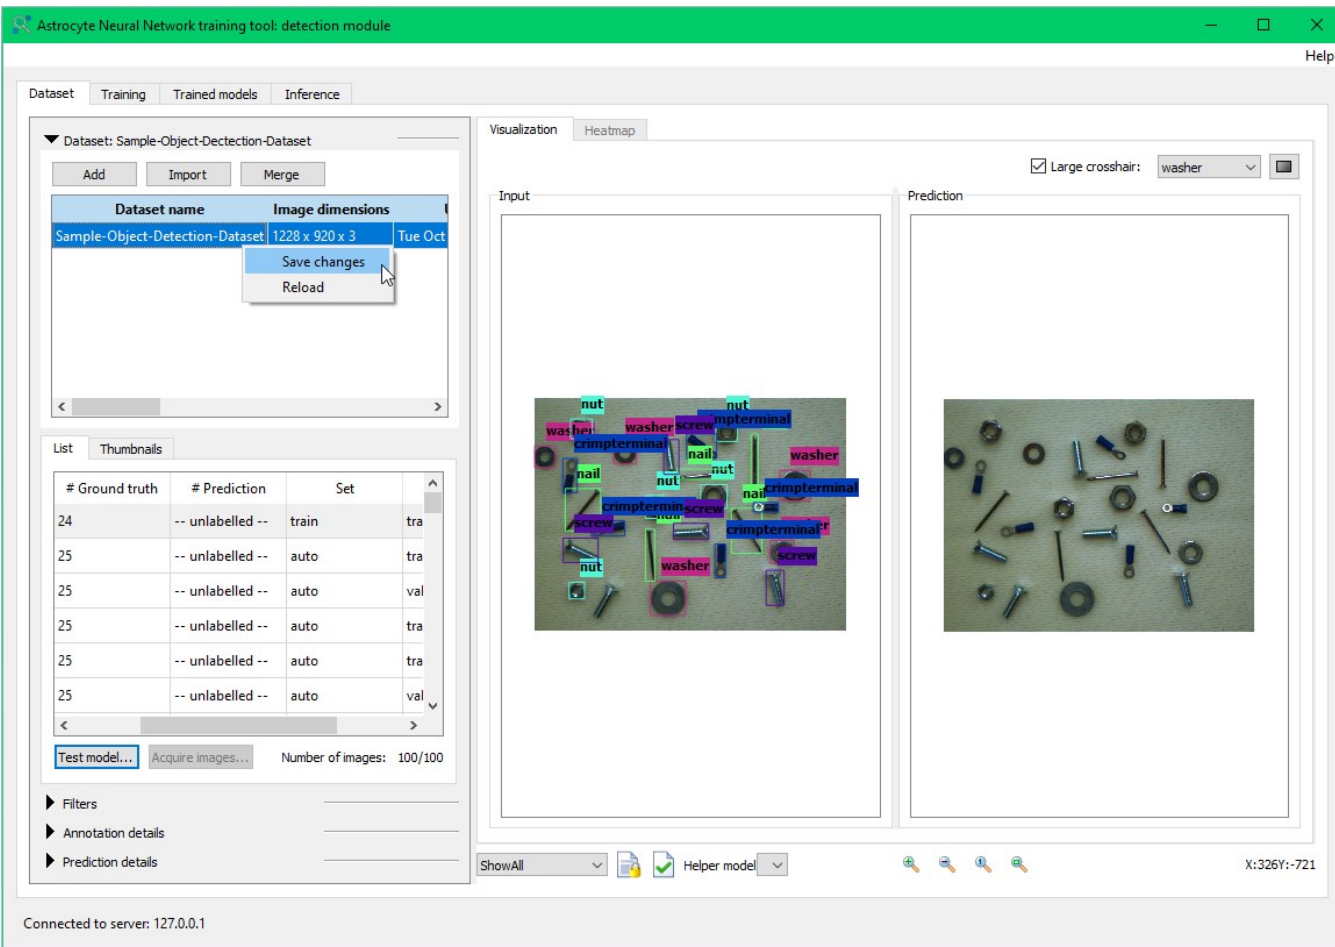 Astrocyte Neural Network training tool: detection module
Help
Dataset Training Trained models Inference
Dataset: Sample-Object-Dectection-Dataset
Add Import Merge
Dataset name Image dimensions
Sample-Object-Detection-Dataset 1228 x 920 x 3 Tue Oct
Save changes
Reload
List Thumbnails
# Ground truth # Prediction Set
24 -- unlabelled -- train tra
25 -- unlabelled -- auto tra
25 -- unlabelled -- auto val
25 -- unlabelled -- auto tra
25 -- unlabelled -- auto tra
25 -- unlabelled -- auto val
Test model... Acquire images... Number of images: 100/100
Filters
Annotation details
Prediction details
Visualization Heatmap
Large crosshair: washer
Input
nut nut
washer washer screw mpterminal
crimpterminal
nail washer
nail nut nut
nail crimpterminal
crimptermin screw
screw crimpterminal r
screw
nut washer
Prediction
ShowAll Helper model X:326Y:-721
Connected to server: 127.0.0.1